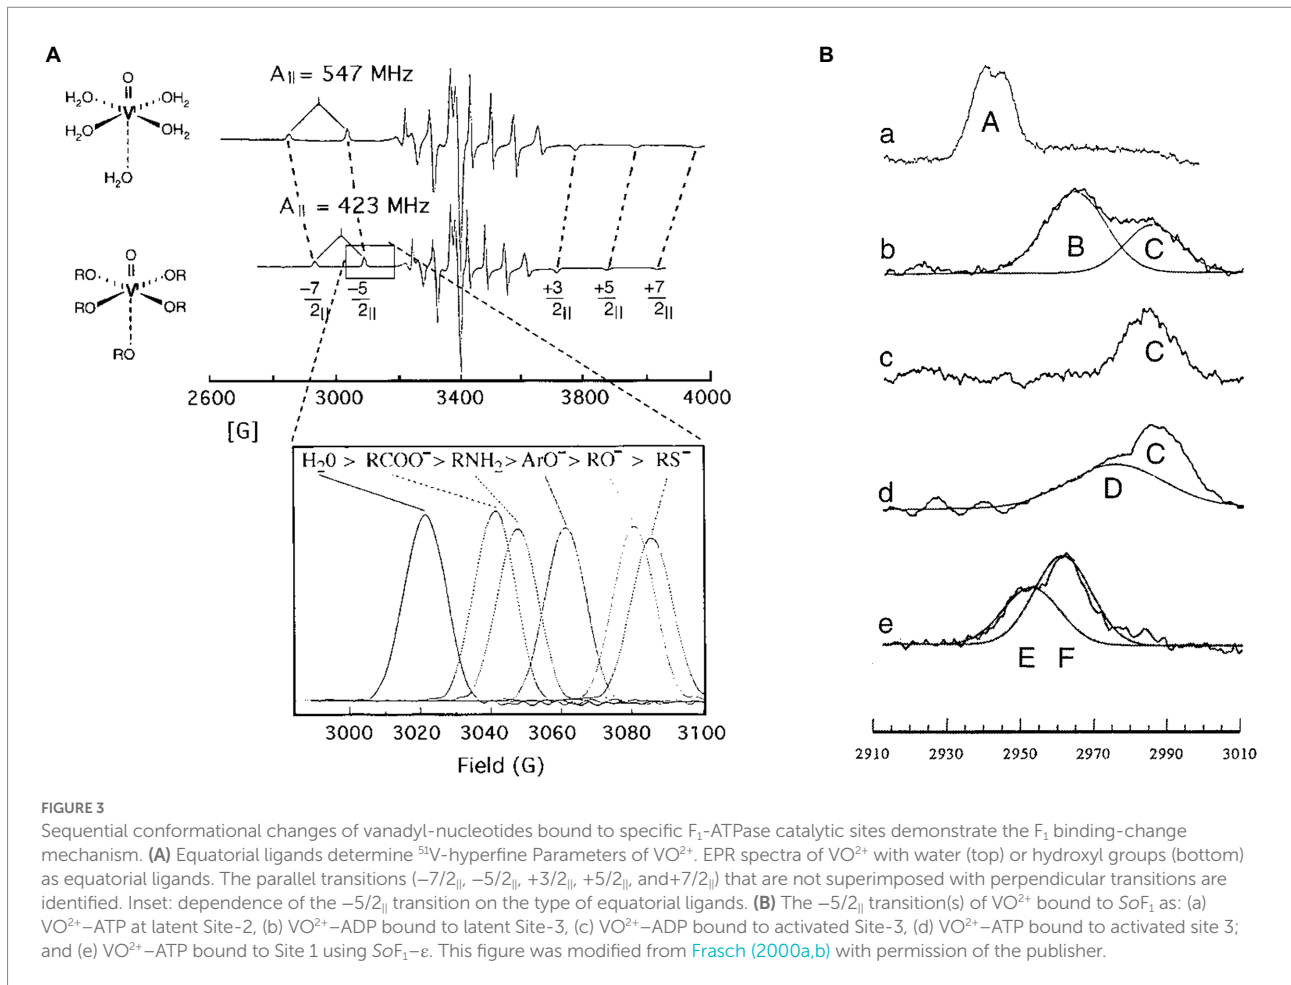 A
B
O
H₂O
OH₂
V
H₂O
OH₂
H₂O
A|| = 547 MHz
A|| = 423 MHz
O
RO
OR
V
RO
OR
RO
−7/2|| −5/2|| +3/2|| +5/2|| +7/2||
2600 3000 3400 3800 4000
[G]
H₂0 > RCOO⁻> RNH₂> ArO⁻> RO⁻ > RS⁻
3000 3020 3040 3060 3080 3100
Field (G)
a
A
b
B
C
c
C
d
D
C
e
E F
2910 2930 2950 2970 2990 3010
FIGURE 3
Sequential conformational changes of vanadyl-nucleotides bound to specific F₁-ATPase catalytic sites demonstrate the F₁ binding-change
mechanism. (A) Equatorial ligands determine ⁵¹V-hyperfine Parameters of VO²⁺. EPR spectra of VO²⁺ with water (top) or hydroxyl groups (bottom)
as equatorial ligands. The parallel transitions (−7/2||, −5/2||, +3/2||, +5/2||, and+7/2||) that are not superimposed with perpendicular transitions are
identified. Inset: dependence of the −5/2|| transition on the type of equatorial ligands. (B) The −5/2|| transition(s) of VO²⁺ bound to SoF₁ as: (a)
VO²⁺–ATP at latent Site-2, (b) VO²⁺–ADP bound to latent Site-3, (c) VO²⁺–ADP bound to activated Site-3, (d) VO²⁺–ATP bound to activated site 3;
and (e) VO²⁺–ATP bound to Site 1 using SoF₁–ε. This figure was modified from Frasch (2000a,b) with permission of the publisher.